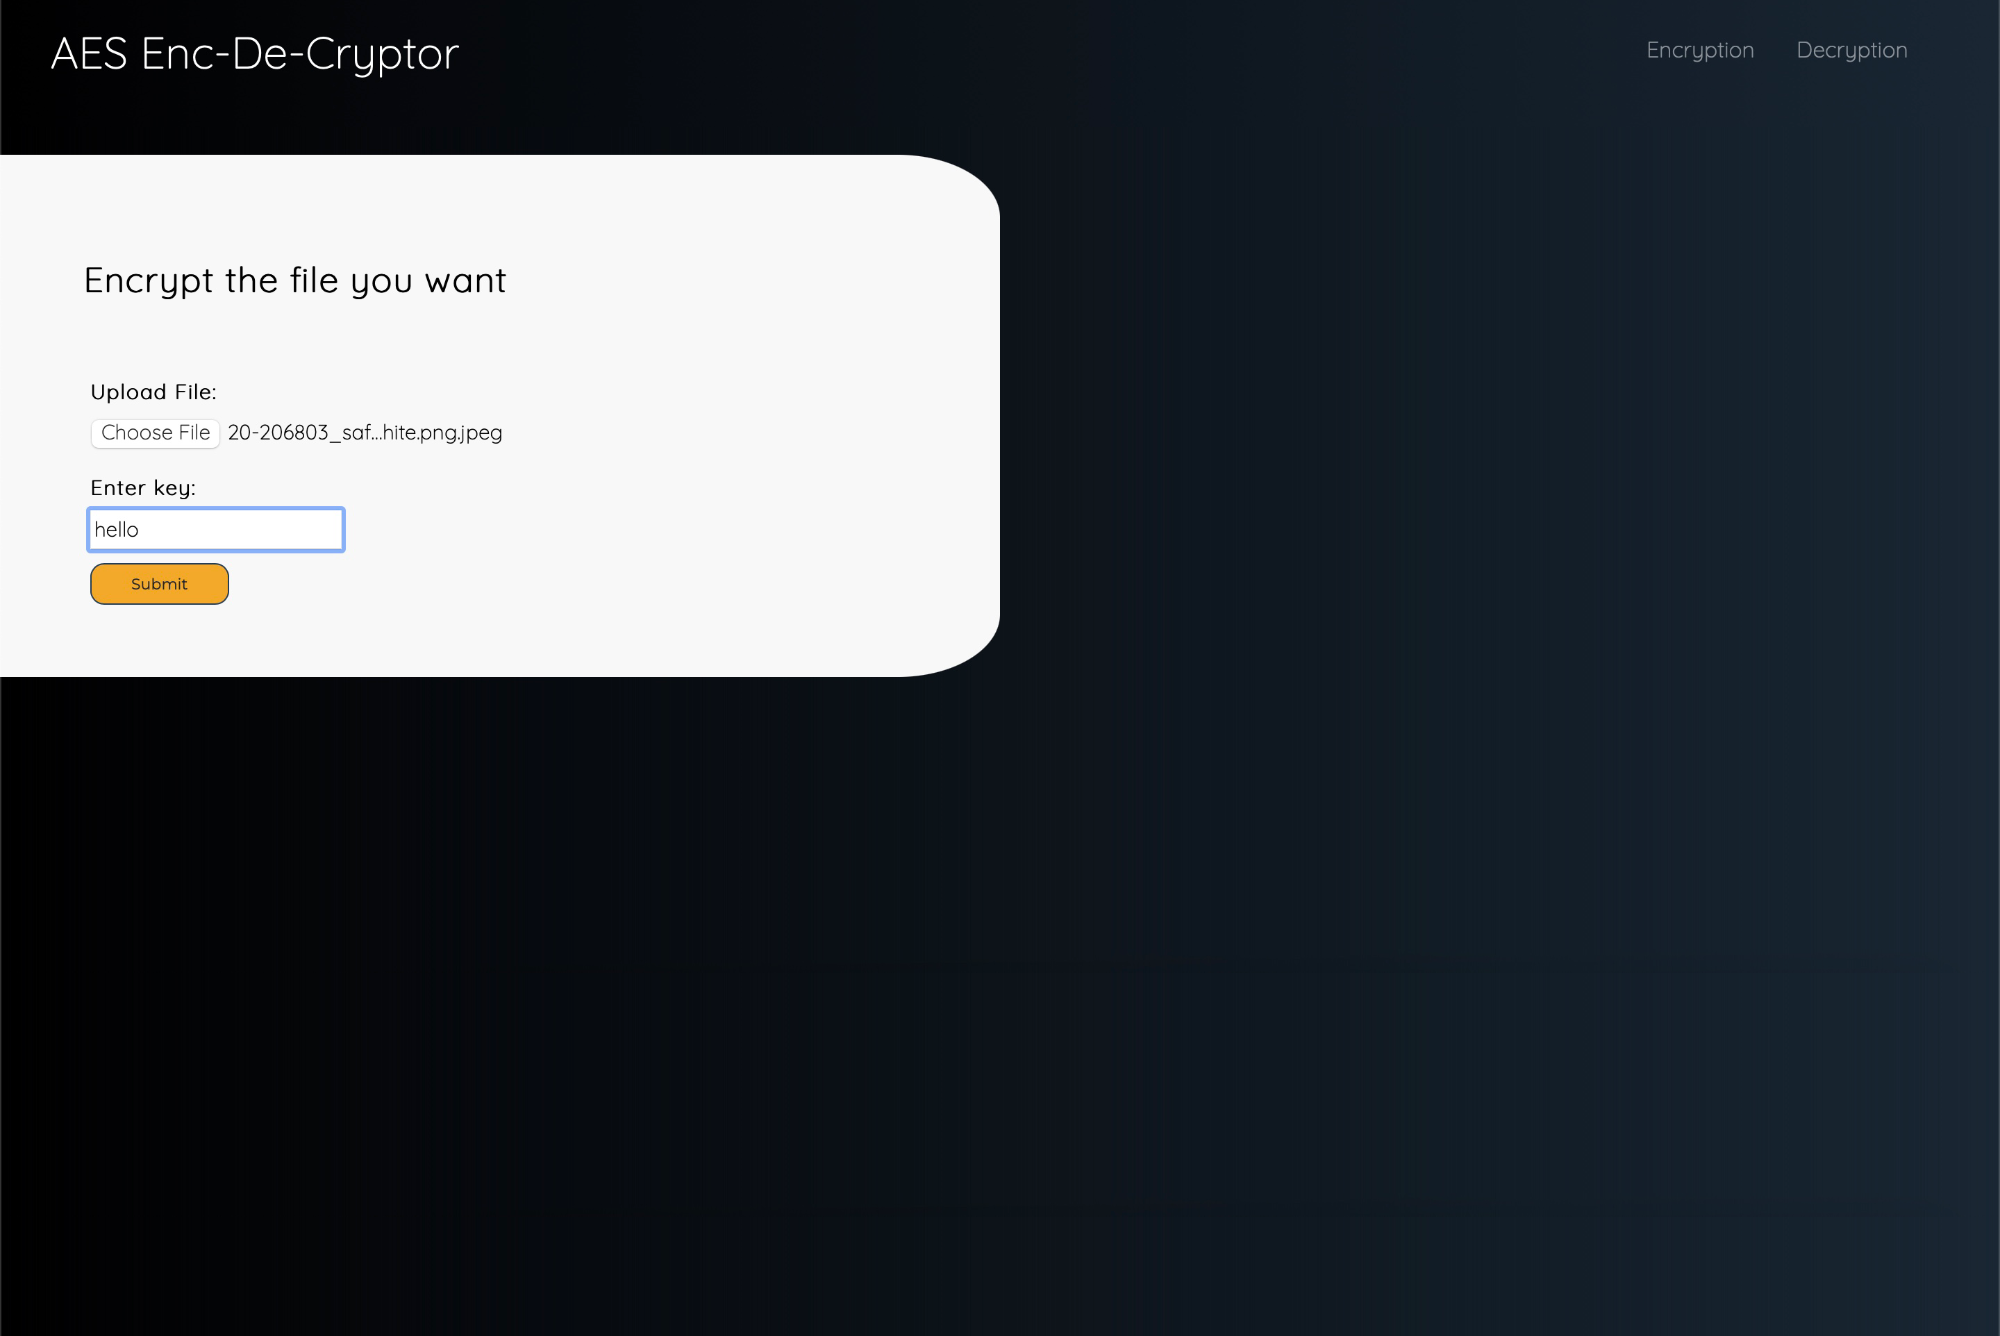 AES Enc-De-Cryptor
Encryption Decryption
Encrypt the file you want
Upload File:
Choose File 20-206803_saf...hite.png.jpeg
Enter key:
hello
Submit